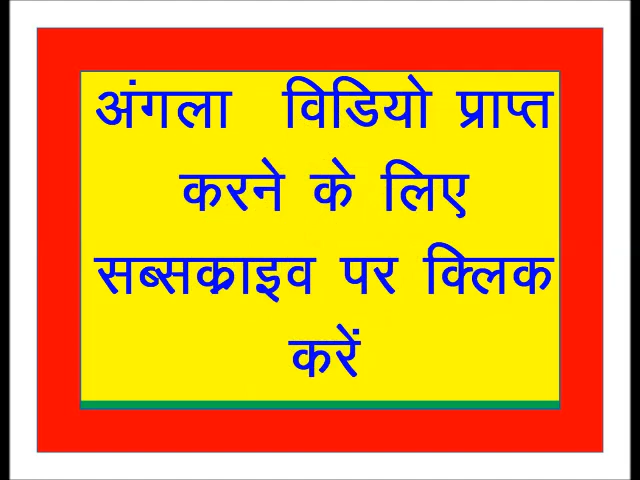 अंगला विडियो प्राप्त
करने के लिए
सब्सक्राइव पर क्लिक
करें